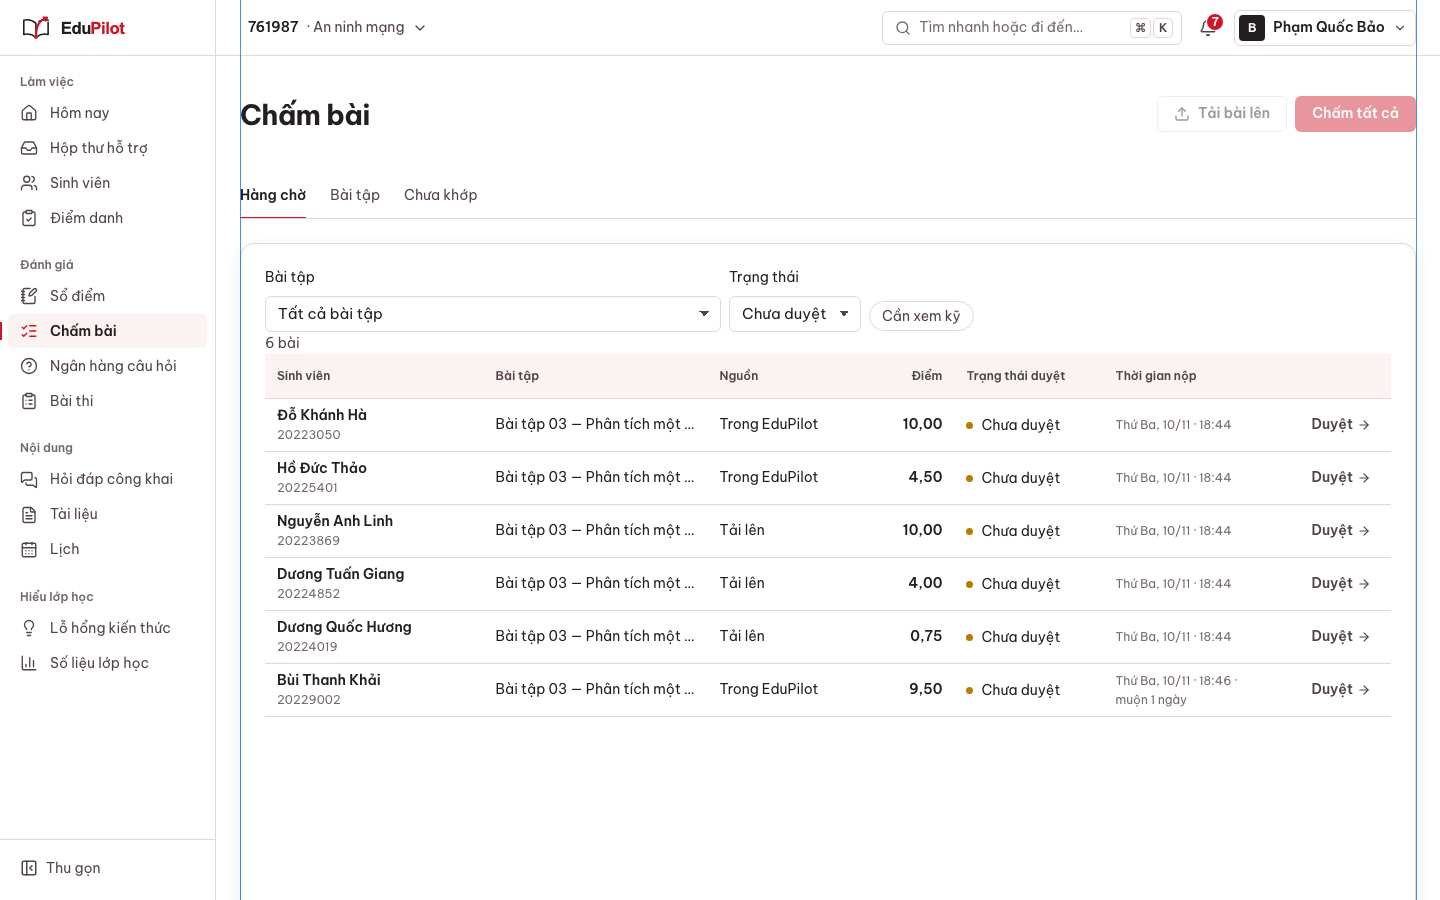 EduPilot
761987 · An ninh mạng
Tìm nhanh hoặc đi đến...
⌘ K
7
B Phạm Quốc Bảo
Làm việc
Hôm nay
Hộp thư hỗ trợ
Sinh viên
Điểm danh
Đánh giá
Sổ điểm
Chấm bài
Ngân hàng câu hỏi
Bài thi
Nội dung
Hỏi đáp công khai
Tài liệu
Lịch
Hiểu lớp học
Lỗ hổng kiến thức
Số liệu lớp học
Thu gọn
Chấm bài
Tải bài lên
Chấm tất cả
Hàng chờ Bài tập Chưa khớp
Bài tập Trạng thái
Tất cả bài tập Chưa duyệt Cần xem kỹ
6 bài
Sinh viên Bài tập Nguồn Điểm Trạng thái duyệt Thời gian nộp
Đỗ Khánh Hà
20223050
Bài tập 03 — Phân tích một ... Trong EduPilot 10,00 Chưa duyệt Thứ Ba, 10/11 · 18:44 Duyệt →
Hồ Đức Thảo
20225401
Bài tập 03 — Phân tích một ... Trong EduPilot 4,50 Chưa duyệt Thứ Ba, 10/11 · 18:44 Duyệt →
Nguyễn Anh Linh
20223869
Bài tập 03 — Phân tích một ... Tải lên 10,00 Chưa duyệt Thứ Ba, 10/11 · 18:44 Duyệt →
Dương Tuấn Giang
20224852
Bài tập 03 — Phân tích một ... Tải lên 4,00 Chưa duyệt Thứ Ba, 10/11 · 18:44 Duyệt →
Dương Quốc Hương
20224019
Bài tập 03 — Phân tích một ... Tải lên 0,75 Chưa duyệt Thứ Ba, 10/11 · 18:44 Duyệt →
Bùi Thanh Khải
20229002
Bài tập 03 — Phân tích một ... Trong EduPilot 9,50 Chưa duyệt Thứ Ba, 10/11 · 18:46 ·
muộn 1 ngày
Duyệt →